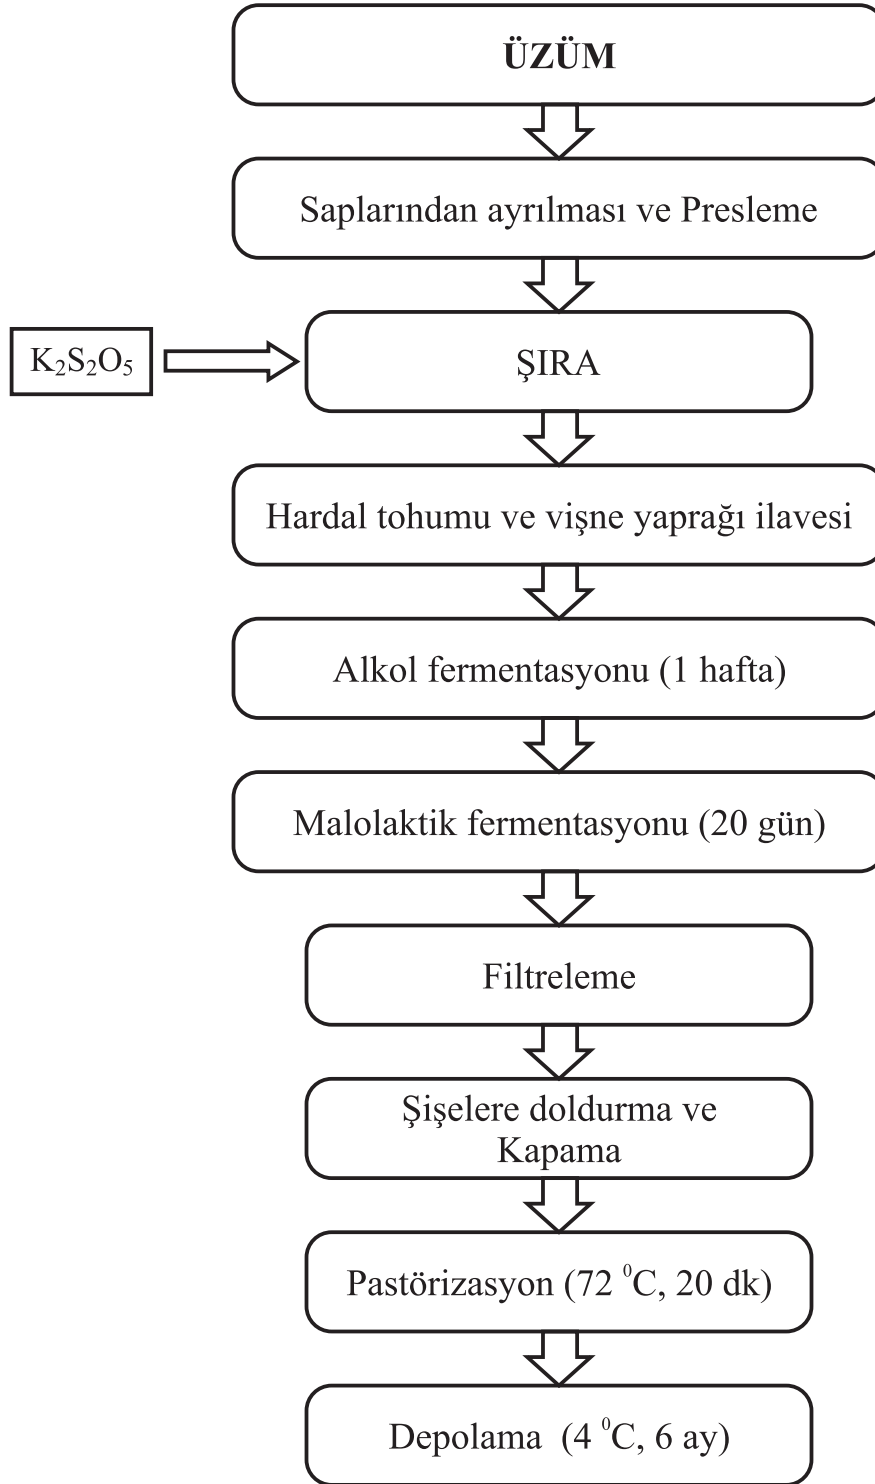 ÜZÜM
Saplarından ayrılması ve Presleme
K₂S₂O₅
ŞIRA
Hardal tohumu ve vişne yaprağı ilavesi
Alkol fermentasyonu (1 hafta)
Malolaktik fermentasyonu (20 gün)
Filtreleme
Şişelere doldurma ve
Kapama
Pastörizasyon (72 ⁰C, 20 dk)
Depolama (4 ⁰C, 6 ay)